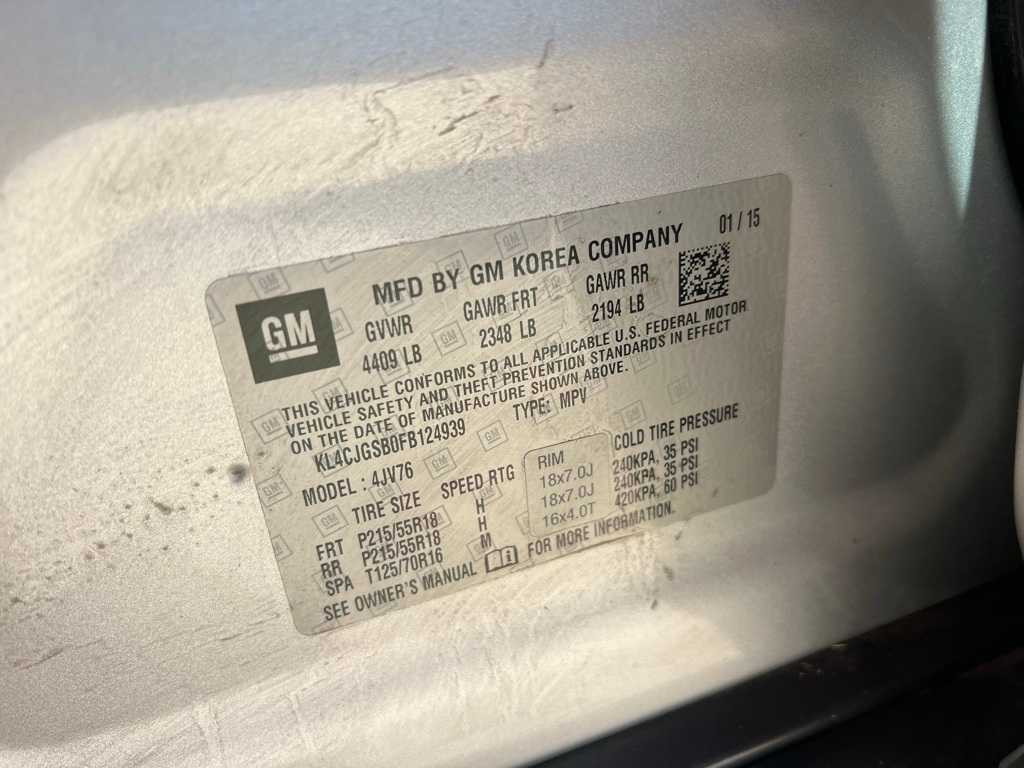 MFD BY GM KOREA COMPANY 01 / 15
GM
GVWR GAWR FRT GAWR RR
4409 LB 2348 LB 2194 LB
THIS VEHICLE CONFORMS TO ALL APPLICABLE U.S. FEDERAL MOTOR
VEHICLE SAFETY AND THEFT PREVENTION STANDARDS IN EFFECT
ON THE DATE OF MANUFACTURE SHOWN ABOVE.
KL4CJGSB0FB124939 TYPE: MPV
MODEL : 4JV76
TIRE SIZE SPEED RTG RIM COLD TIRE PRESSURE
FRT P215/55R18 H 18x7.0J 240KPA, 35 PSI
RR P215/55R18 H 18x7.0J 240KPA, 35 PSI
SPA T125/70R16 M 16x4.0T 420KPA, 60 PSI
SEE OWNER'S MANUAL FOR MORE INFORMATION.